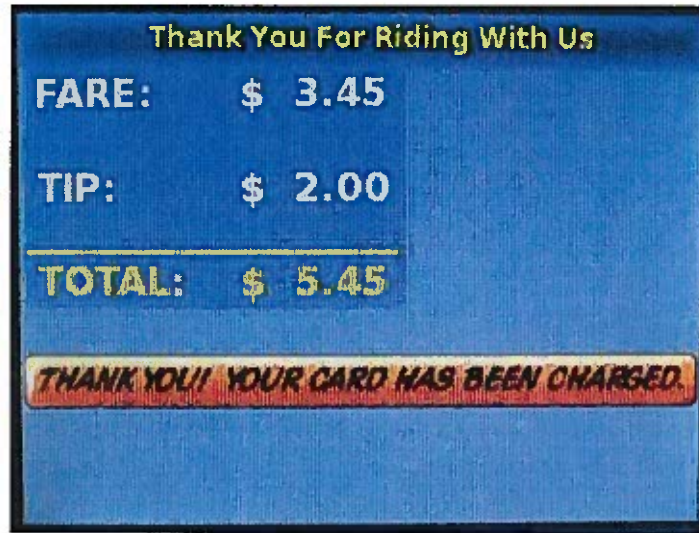 Thank You For Riding With Us
FARE: $ 3.45
TIP: $ 2.00
TOTAL: $ 5.45
THANK YOU! YOUR CARD HAS BEEN CHARGED.